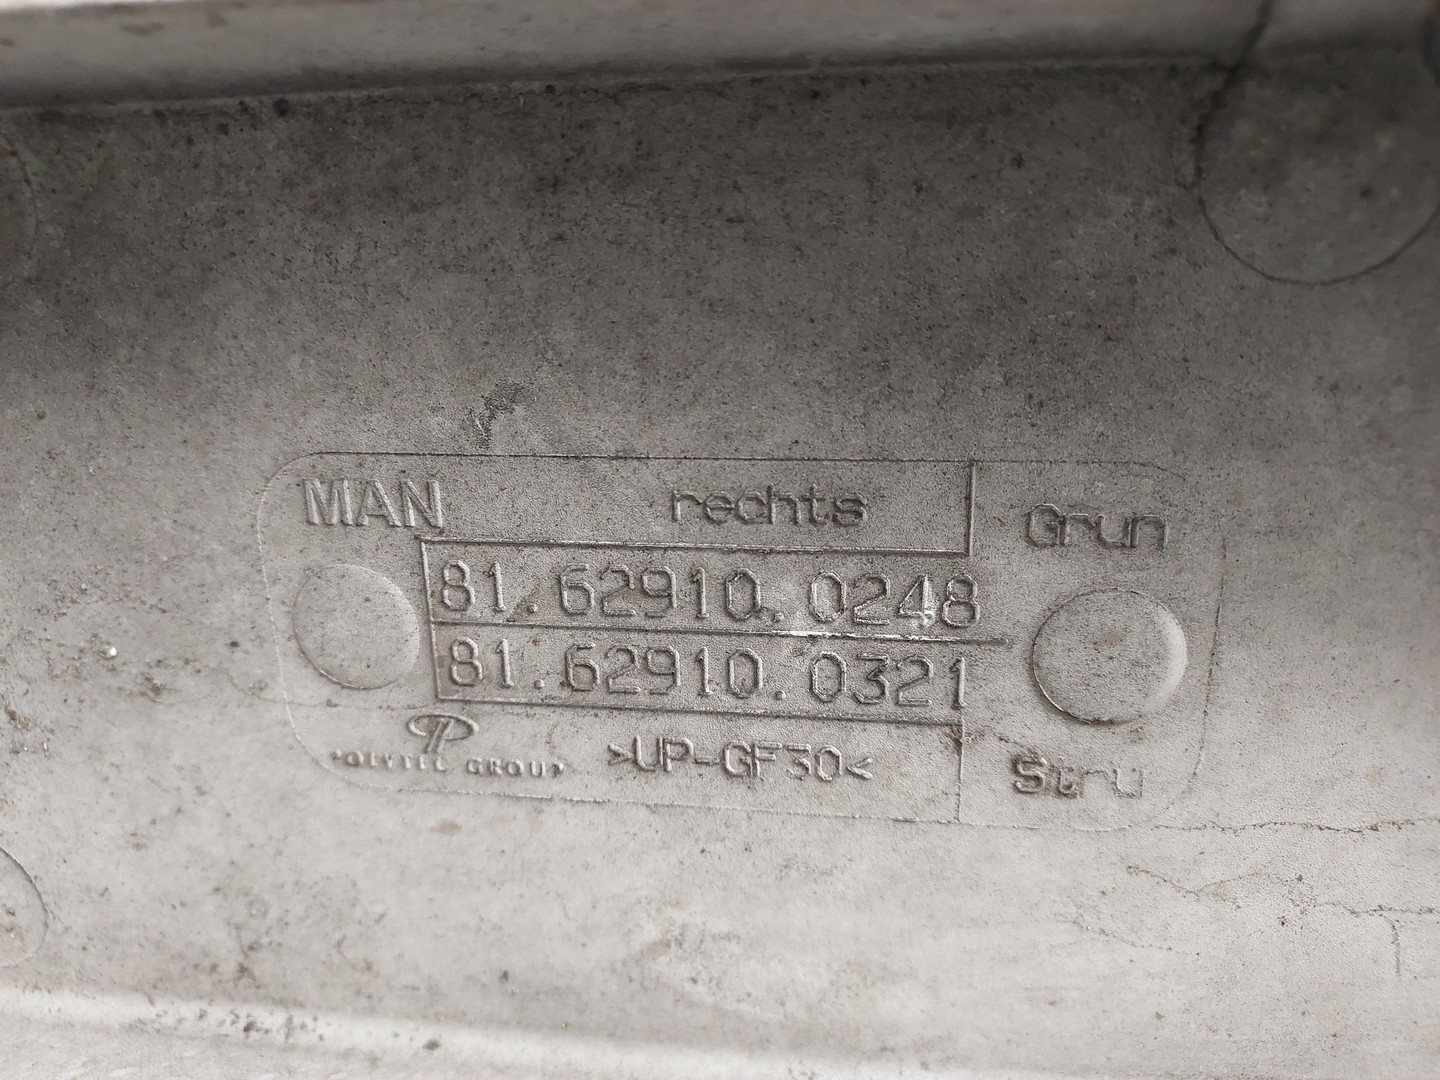 MAN rechts
Grun
81.62910.0248
81.62910.0321
POLYTEC GROUP >UP-GF30<
Stru